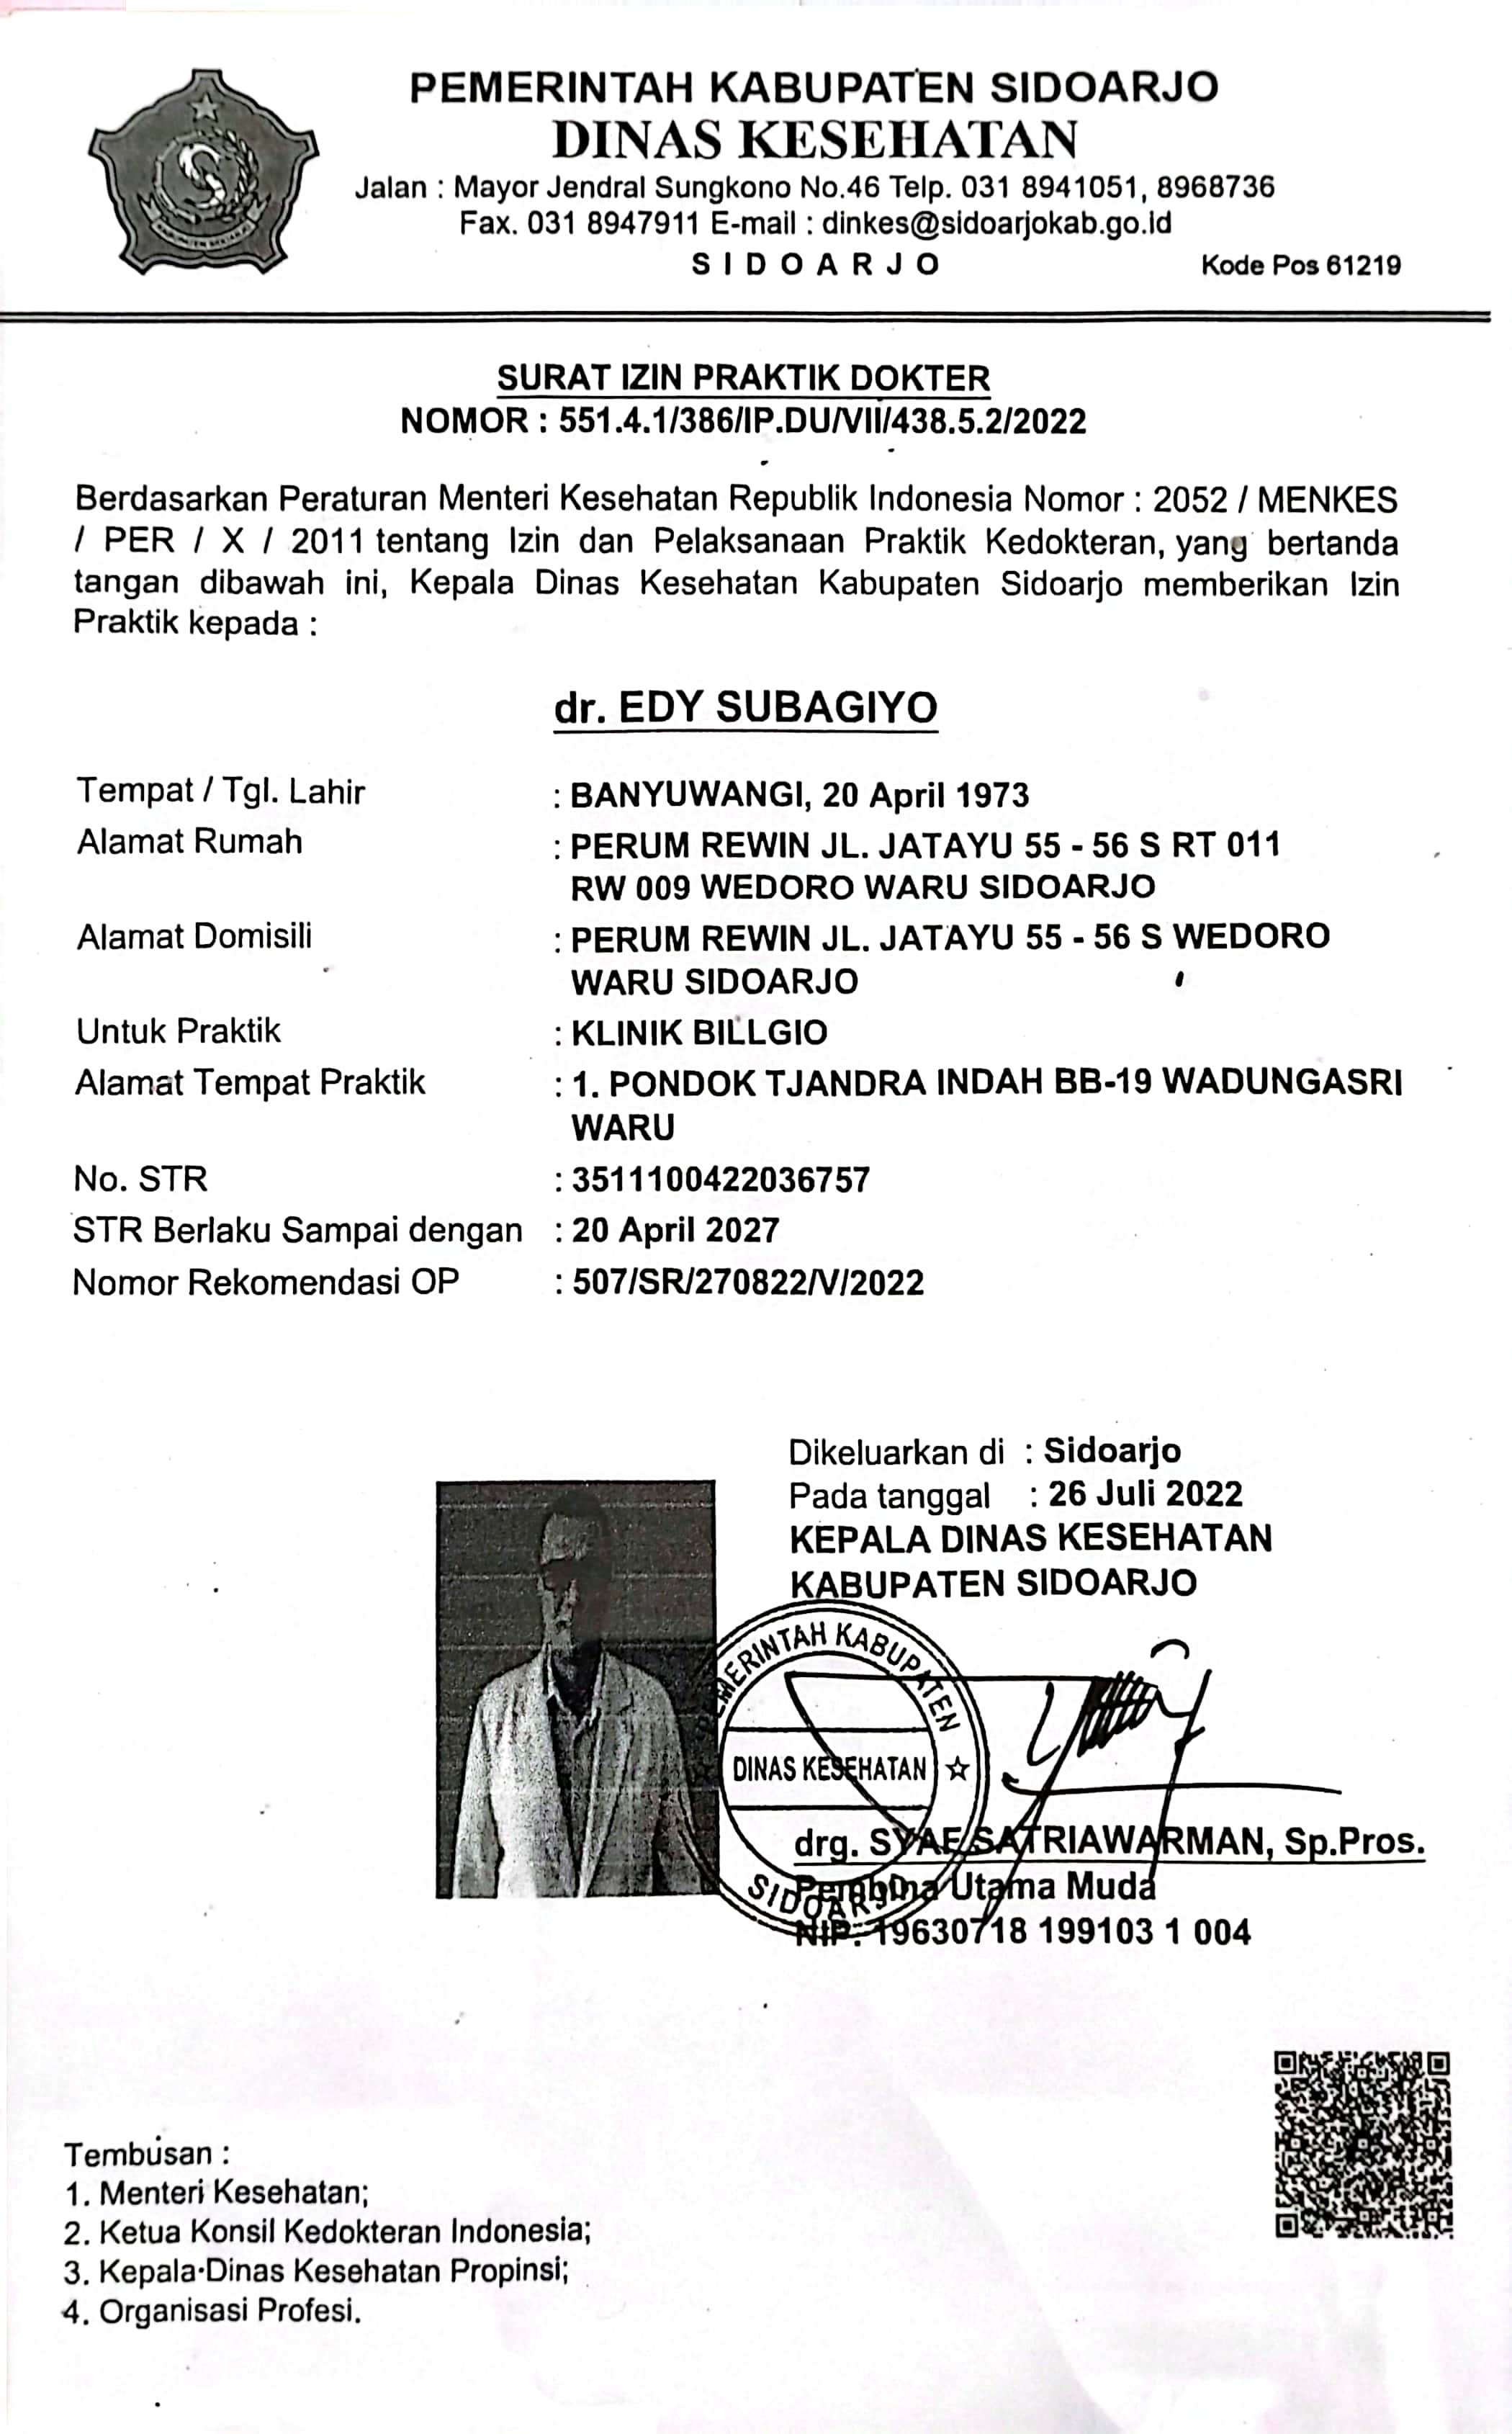 PEMERINTAH KABUPATEN SIDOARJO
DINAS KESEHATAN
Jalan : Mayor Jendral Sungkono No.46 Telp. 031 8941051, 8968736
Fax. 031 8947911 E-mail : dinkes@sidoarjokab.go.id
S I D O A R J O Kode Pos 61219
SURAT IZIN PRAKTIK DOKTER
NOMOR : 551.4.1/386/IP.DU/VII/438.5.2/2022
Berdasarkan Peraturan Menteri Kesehatan Republik Indonesia Nomor : 2052 / MENKES
/ PER / X / 2011 tentang Izin dan Pelaksanaan Praktik Kedokteran, yang bertanda
tangan dibawah ini, Kepala Dinas Kesehatan Kabupaten Sidoarjo memberikan Izin
Praktik kepada :
dr. EDY SUBAGIYO
Tempat / Tgl. Lahir : BANYUWANGI, 20 April 1973
Alamat Rumah : PERUM REWIN JL. JATAYU 55 - 56 S RT 011
RW 009 WEDORO WARU SIDOARJO
Alamat Domisili : PERUM REWIN JL. JATAYU 55 - 56 S WEDORO
WARU SIDOARJO
Untuk Praktik : KLINIK BILLGIO
Alamat Tempat Praktik : 1. PONDOK TJANDRA INDAH BB-19 WADUNGASRI
WARU
No. STR : 3511100422036757
STR Berlaku Sampai dengan : 20 April 2027
Nomor Rekomendasi OP : 507/SR/270822/V/2022
Dikeluarkan di : Sidoarjo
Pada tanggal : 26 Juli 2022
KEPALA DINAS KESEHATAN
KABUPATEN SIDOARJO
PEMERINTAH KABUPATEN
DINAS KESEHATAN
SIDOARJO
drg. SYAF SATRIAWARMAN, Sp.Pros.
Pembina Utama Muda
NIP. 19630718 199103 1 004
Tembusan :
1. Menteri Kesehatan;
2. Ketua Konsil Kedokteran Indonesia;
3. Kepala Dinas Kesehatan Propinsi;
4. Organisasi Profesi.